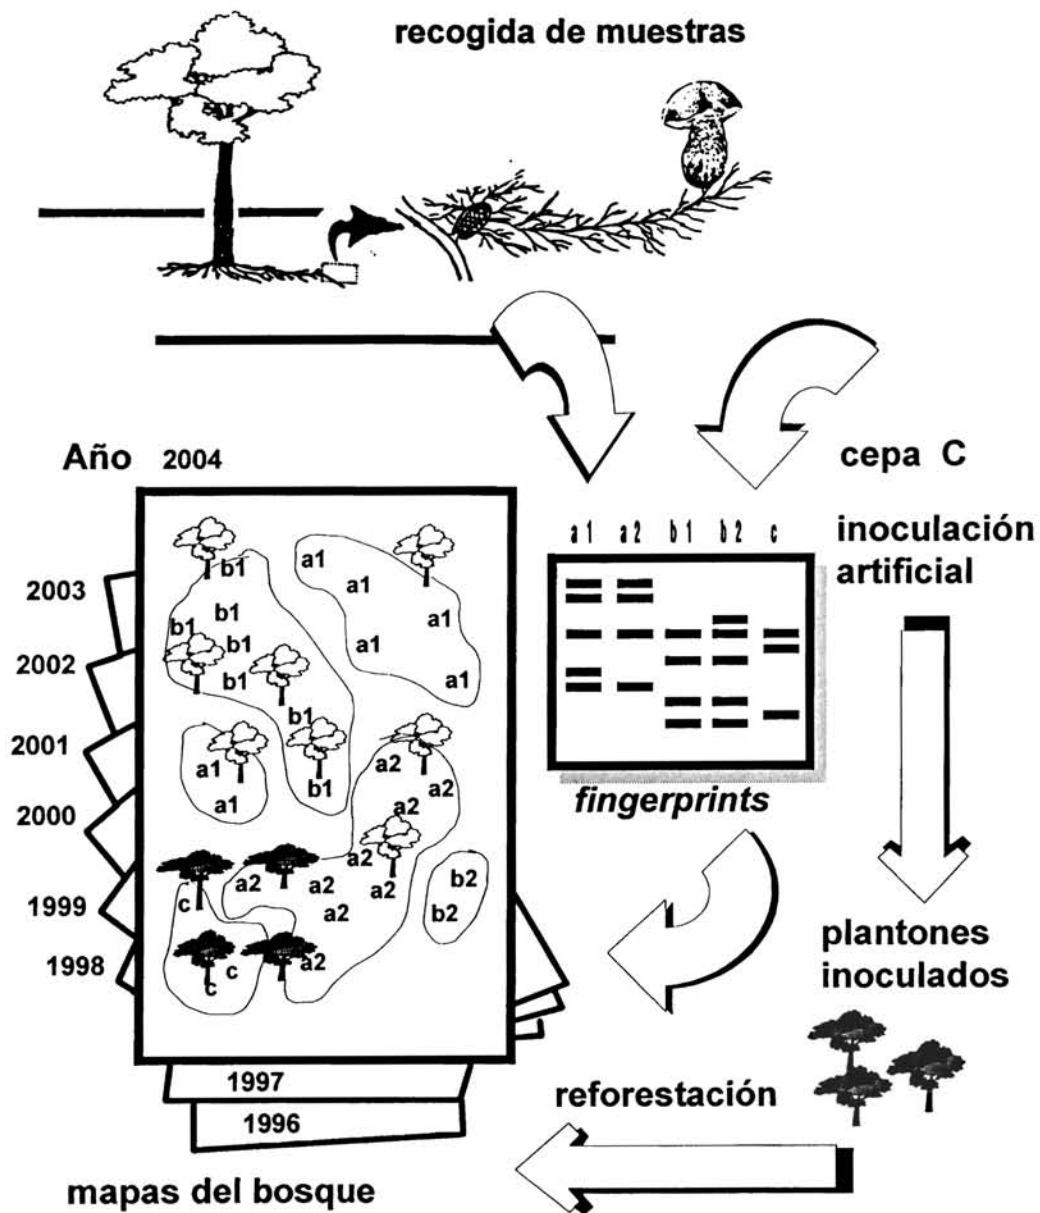 recogida de muestras
Año 2004
cepa C
inoculación
artificial
a1 a2 b1 b2 c
fingerprints
2003
2002
2001
2000
1999
1998
1997
1996
b1
a1
a1
b1
a1
b1
b1
a1
b1
a1
b1
a1
a2
a1
b1
a2
a2
a2
a2
a2
a2
b2
c
a2
b2
a2
c
c
plantones
inoculados
reforestación
mapas del bosque